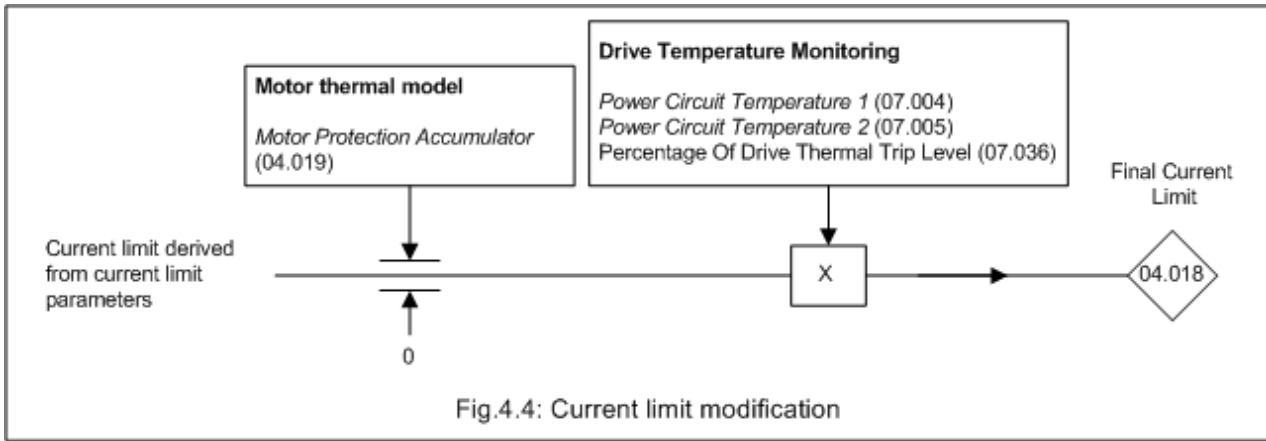 Motor thermal model
Motor Protection Accumulator
(04.019)
Drive Temperature Monitoring
Power Circuit Temperature 1 (07.004)
Power Circuit Temperature 2 (07.005)
Percentage Of Drive Thermal Trip Level (07.036)
Final Current
Limit
Current limit derived
from current limit
parameters
X
04.018
0
Fig.4.4: Current limit modification